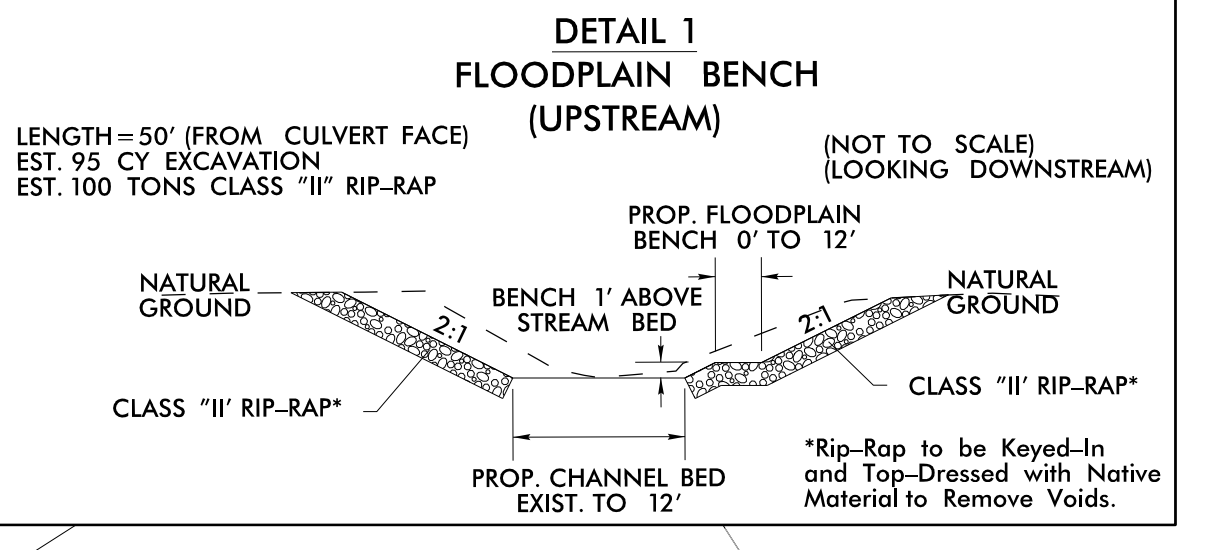 DETAIL 1
FLOODPLAIN BENCH
(UPSTREAM)
LENGTH=50' (FROM CULVERT FACE)
EST. 95 CY EXCAVATION
EST. 100 TONS CLASS "II" RIP-RAP
(NOT TO SCALE)
(LOOKING DOWNSTREAM)
PROP. FLOODPLAIN
BENCH 0' TO 12'
NATURAL
GROUND
BENCH 1' ABOVE
STREAM BED
NATURAL
GROUND
2:1
2:1
CLASS "II' RIP-RAP*
CLASS "II' RIP-RAP*
PROP. CHANNEL BED
EXIST. TO 12'
*Rip-Rap to be Keyed-In
and Top-Dressed with Native
Material to Remove Voids.